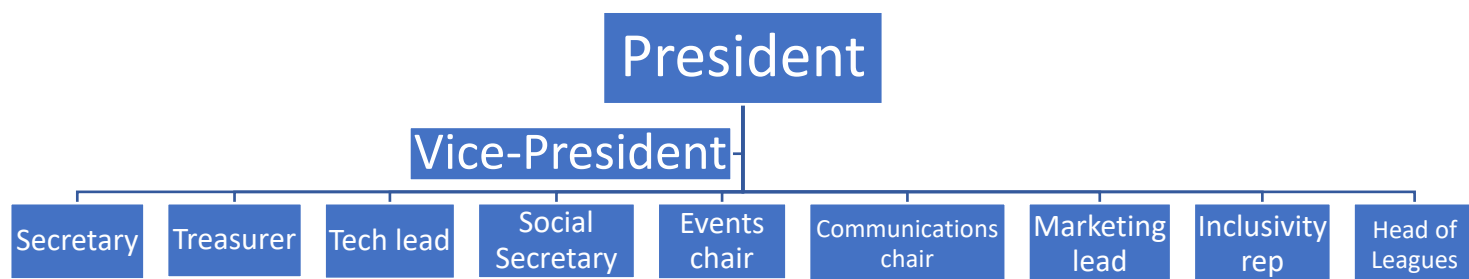 President
Vice-President
Secretary
Treasurer
Tech lead
Social
Secretary
Events
chair
Communications
chair
Marketing
lead
Inclusivity
rep
Head of
Leagues